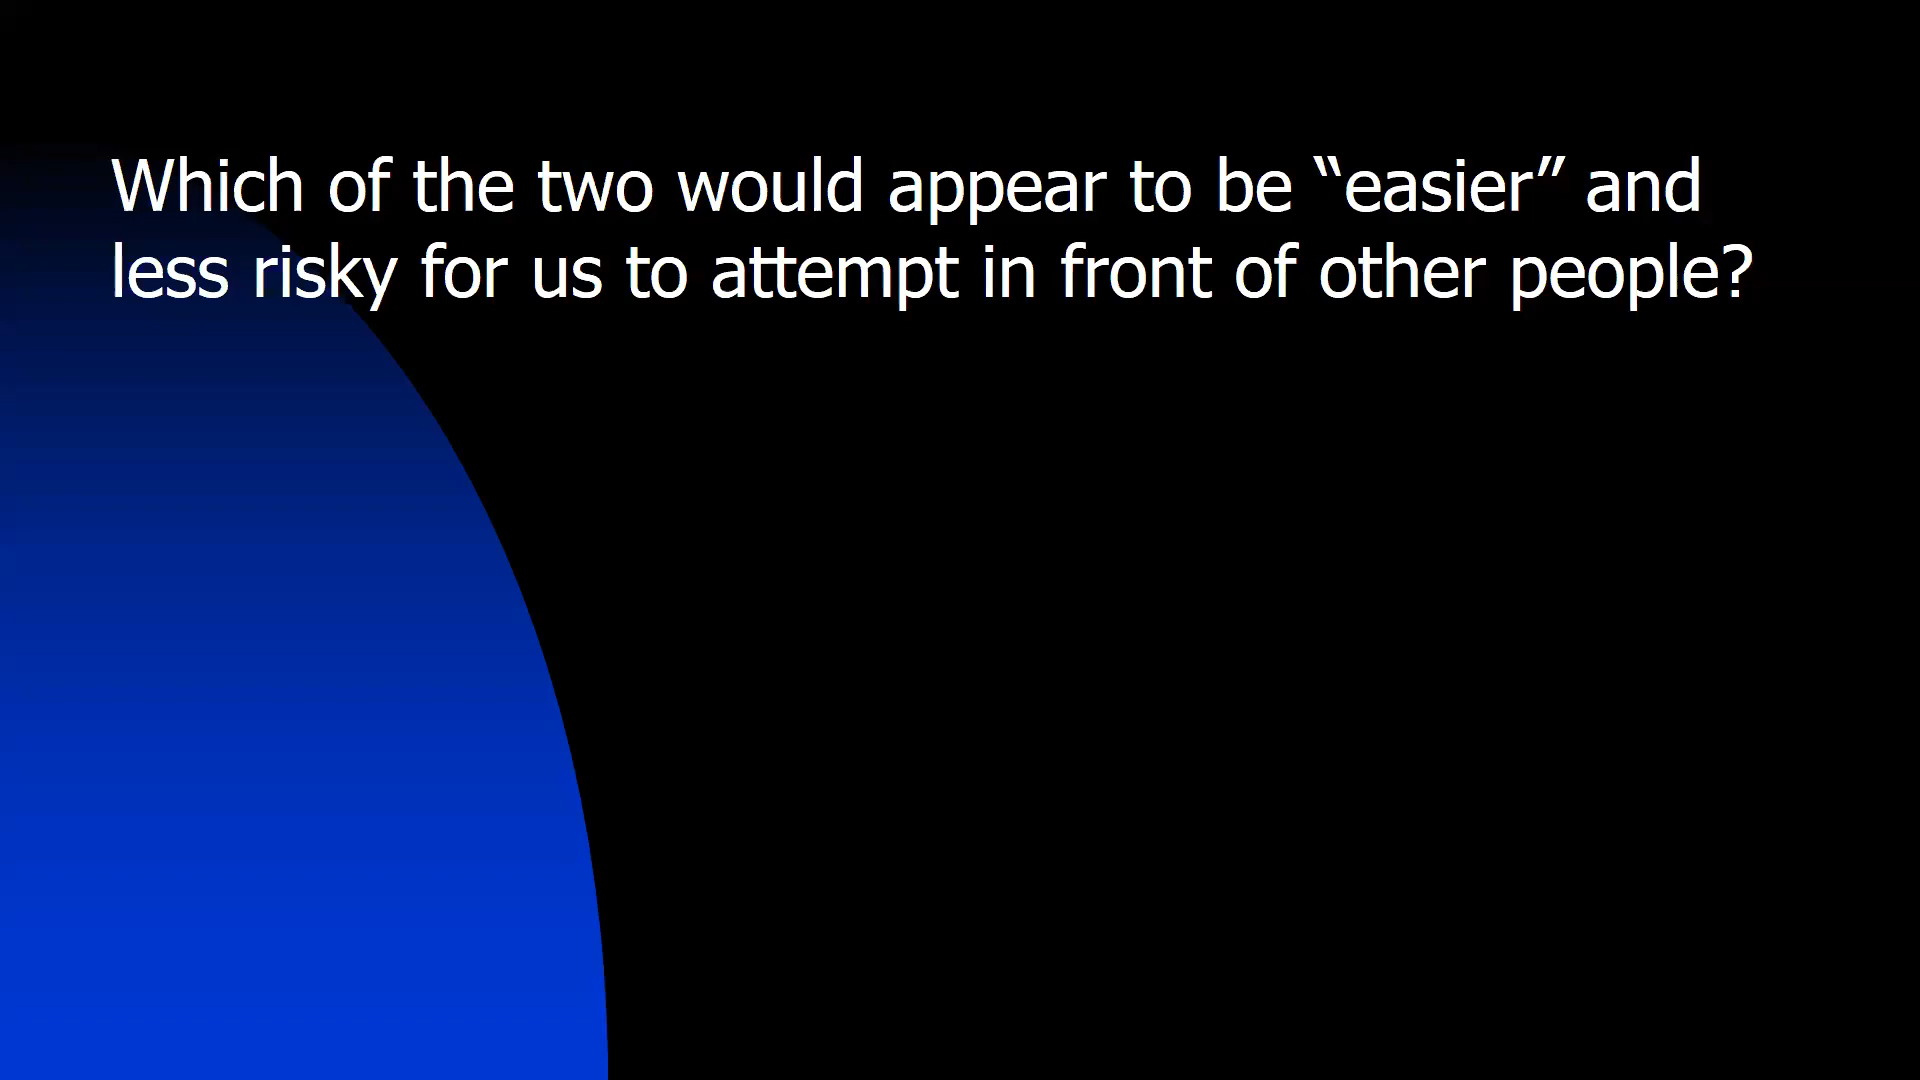 Which of the two would appear to be “easier” and
less risky for us to attempt in front of other people?